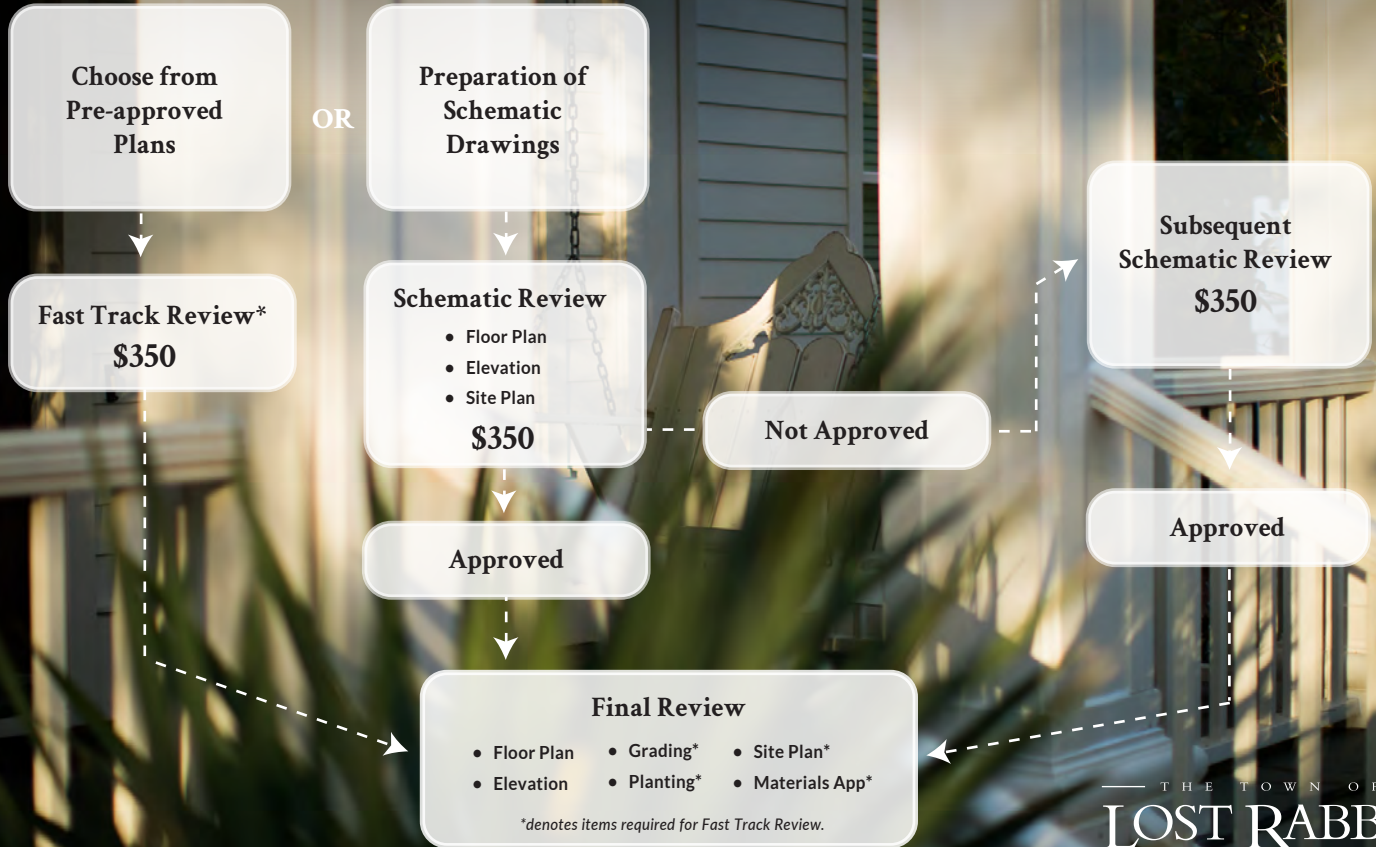 Choose from
Pre-approved
Plans
OR
Preparation of
Schematic
Drawings
Fast Track Review*
$350
Schematic Review
• Floor Plan
• Elevation
• Site Plan
$350
Not Approved
Subsequent
Schematic Review
$350
Approved
Approved
Final Review
• Floor Plan
• Elevation
• Grading*
• Planting*
• Site Plan*
• Materials App*
*denotes items required for Fast Track Review.
THE TOWN OF
LOST RABB